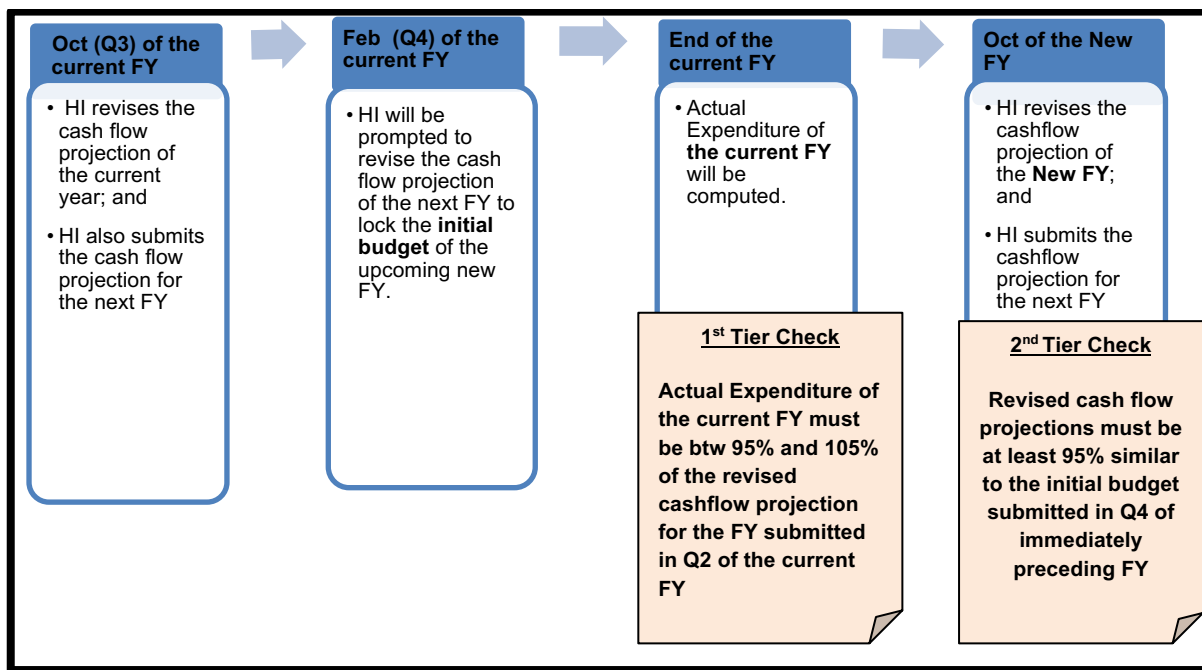 Oct (Q3) of the
current FY
• HI revises the
cash flow
projection of
the current
year; and
• HI also submits
the cash flow
projection for
the next FY
Feb (Q4) of the
current FY
• HI will be
prompted to
revise the cash
flow projection
of the next FY to
lock the initial
budget of the
upcoming new
FY.
End of the
current FY
• Actual
Expenditure of
the current FY
will be
computed.
1st Tier Check
Actual Expenditure of
the current FY must
be btw 95% and 105%
of the revised
cashflow projection
for the FY submitted
in Q2 of the current
FY
Oct of the New
FY
• HI revises the
cashflow
projection of
the New FY;
and
• HI submits the
cashflow
projection for
the next FY
2nd Tier Check
Revised cash flow
projections must be
at least 95% similar
to the initial budget
submitted in Q4 of
immediately
preceding FY